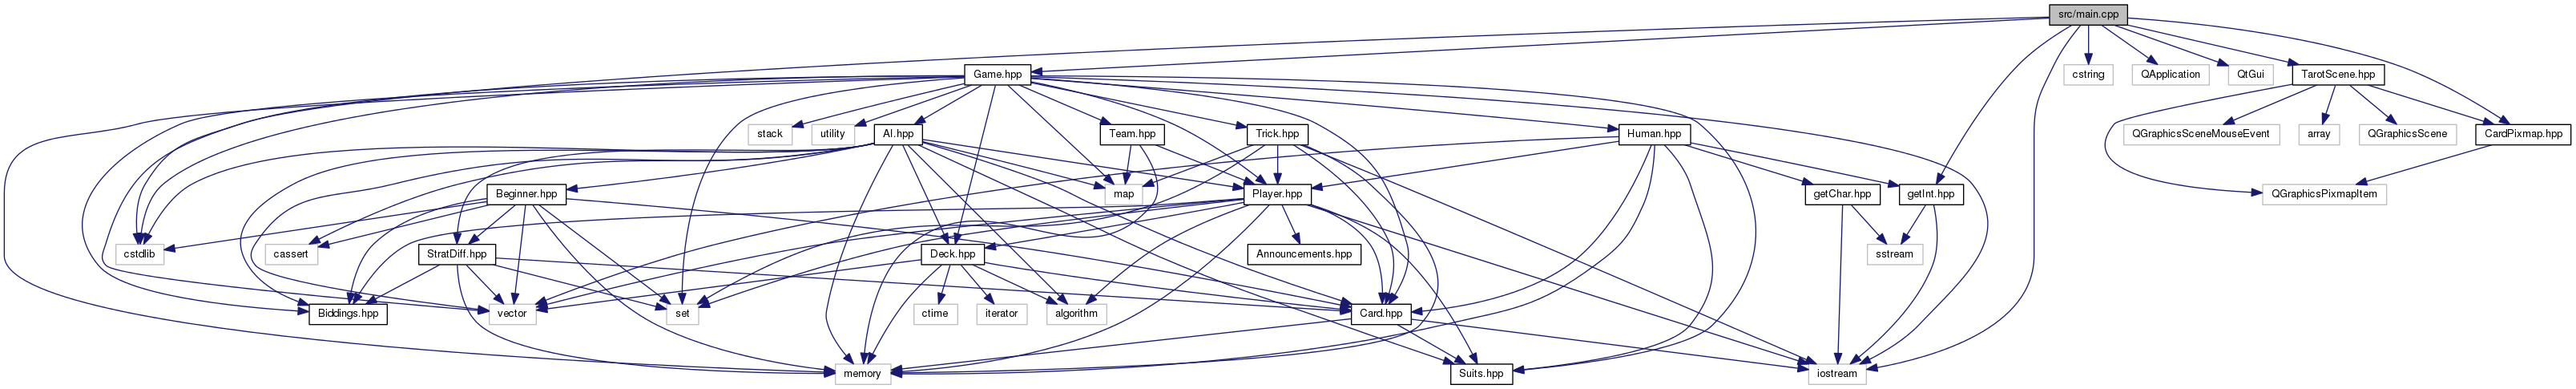 src/main.cpp
Game.hpp
cstring
QApplication
QtGui
TarotScene.hpp
stack
utility
AI.hpp
Team.hpp
Trick.hpp
Human.hpp
QGraphicsSceneMouseEvent
array
QGraphicsScene
CardPixmap.hpp
Beginner.hpp
map
Player.hpp
getChar.hpp
getInt.hpp
QGraphicsPixmapItem
cstdlib
cassert
StratDiff.hpp
Deck.hpp
Announcements.hpp
sstream
Biddings.hpp
vector
set
ctime
iterator
algorithm
Card.hpp
memory
Suits.hpp
iostream